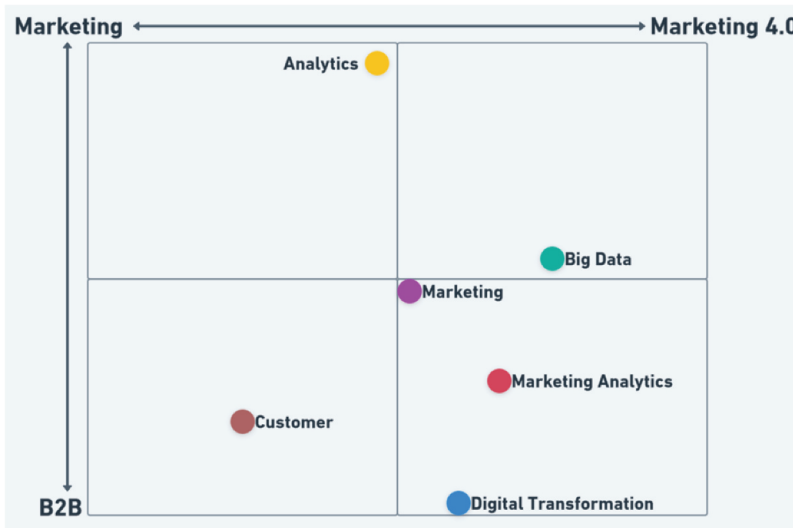 Marketing
Marketing 4.0
Analytics
Big Data
Marketing
Marketing Analytics
Customer
B2B
Digital Transformation